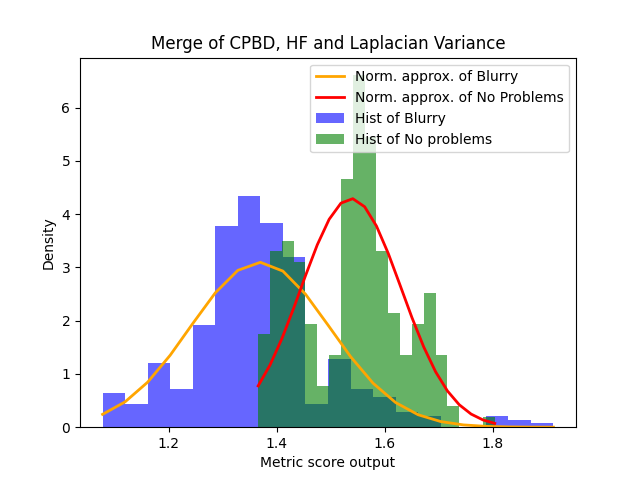 Merge of CPBD, HF and Laplacian Variance
Norm. approx. of Blurry
Norm. approx. of No Problems
Hist of Blurry
Hist of No problems
Density
6
5
4
3
2
1
0
1.2
1.4
1.6
1.8
Metric score output